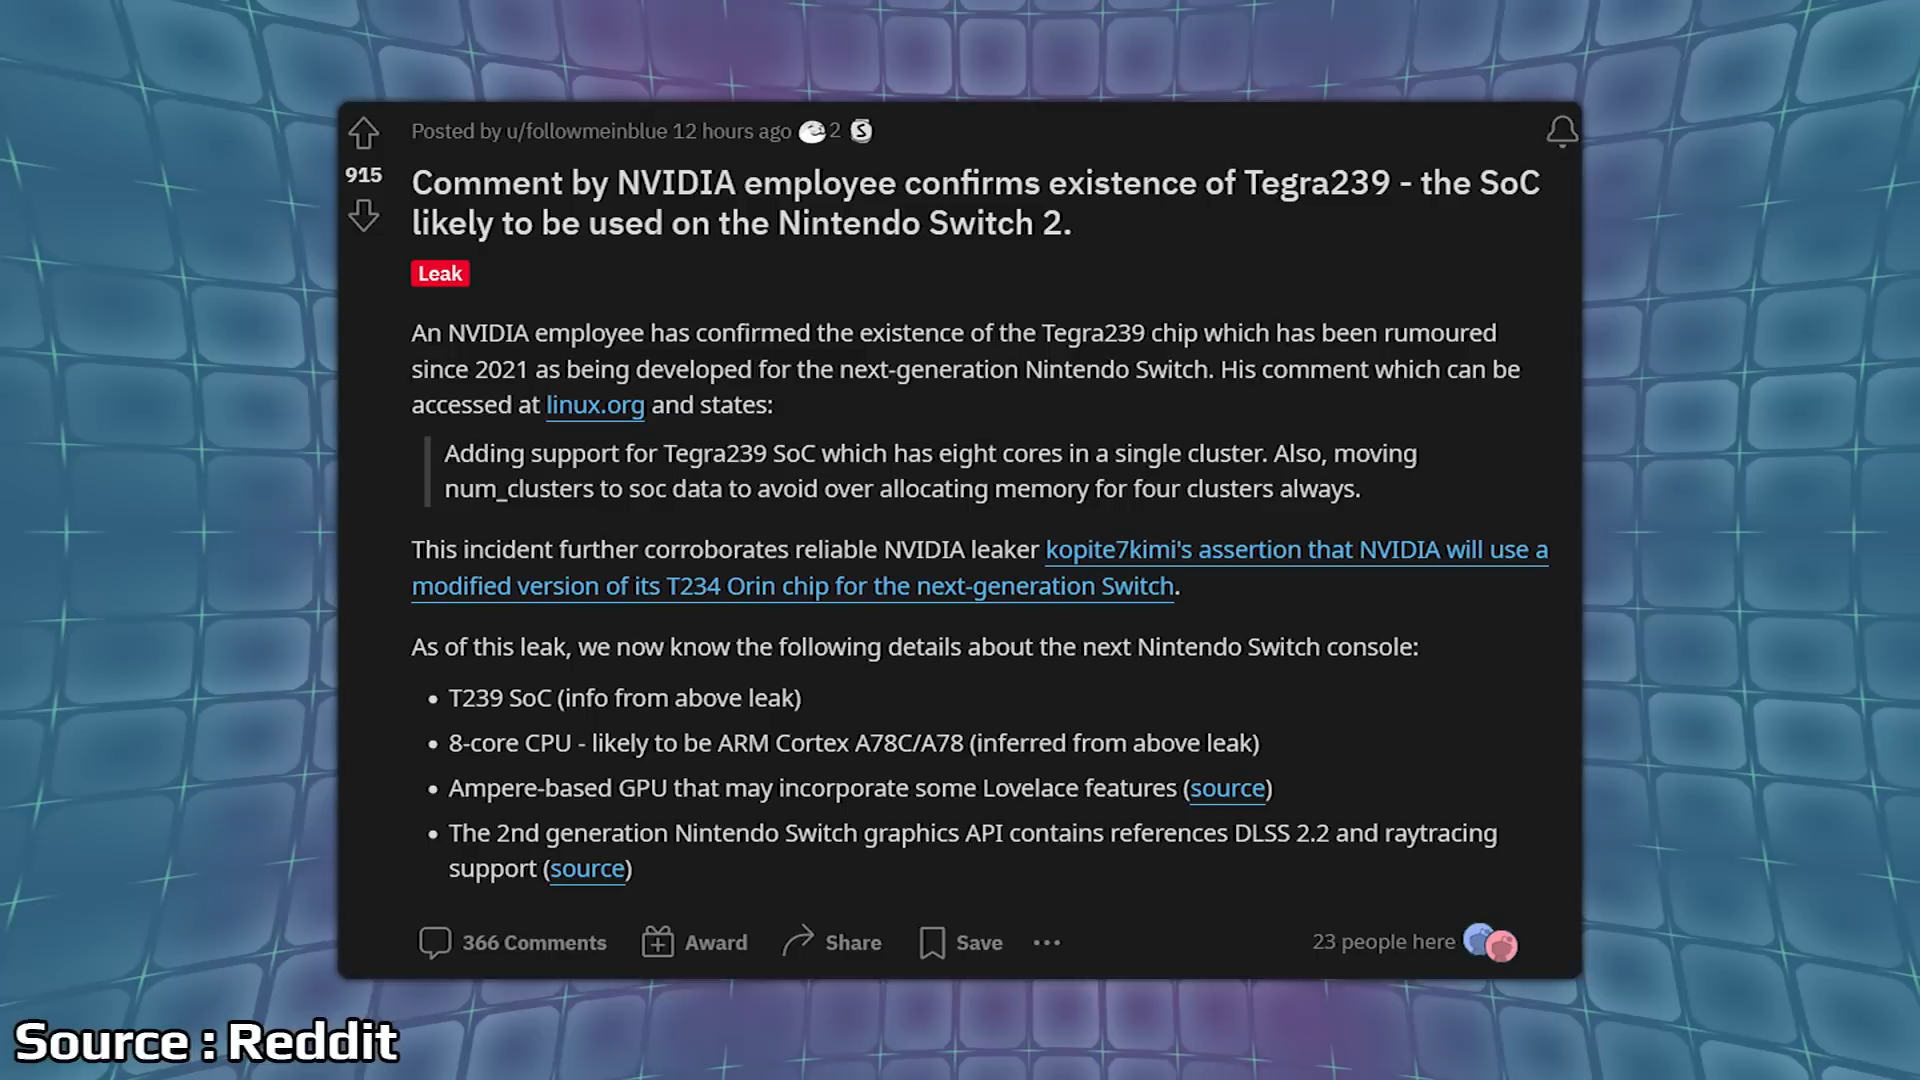 Posted by u/followmeinblue 12 hours ago 2 S
915
Comment by NVIDIA employee confirms existence of Tegra239 - the SoC
likely to be used on the Nintendo Switch 2.
Leak
An NVIDIA employee has confirmed the existence of the Tegra239 chip which has been rumoured
since 2021 as being developed for the next-generation Nintendo Switch. His comment which can be
accessed at linux.org and states:
Adding support for Tegra239 SoC which has eight cores in a single cluster. Also, moving
num_clusters to soc data to avoid over allocating memory for four clusters always.
This incident further corroborates reliable NVIDIA leaker kopite7kimi's assertion that NVIDIA will use a
modified version of its T234 Orin chip for the next-generation Switch.
As of this leak, we now know the following details about the next Nintendo Switch console:
• T239 SoC (info from above leak)
• 8-core CPU - likely to be ARM Cortex A78C/A78 (inferred from above leak)
• Ampere-based GPU that may incorporate some Lovelace features (source)
• The 2nd generation Nintendo Switch graphics API contains references DLSS 2.2 and raytracing
support (source)
366 Comments Award Share Save ••• 23 people here
Source : Reddit